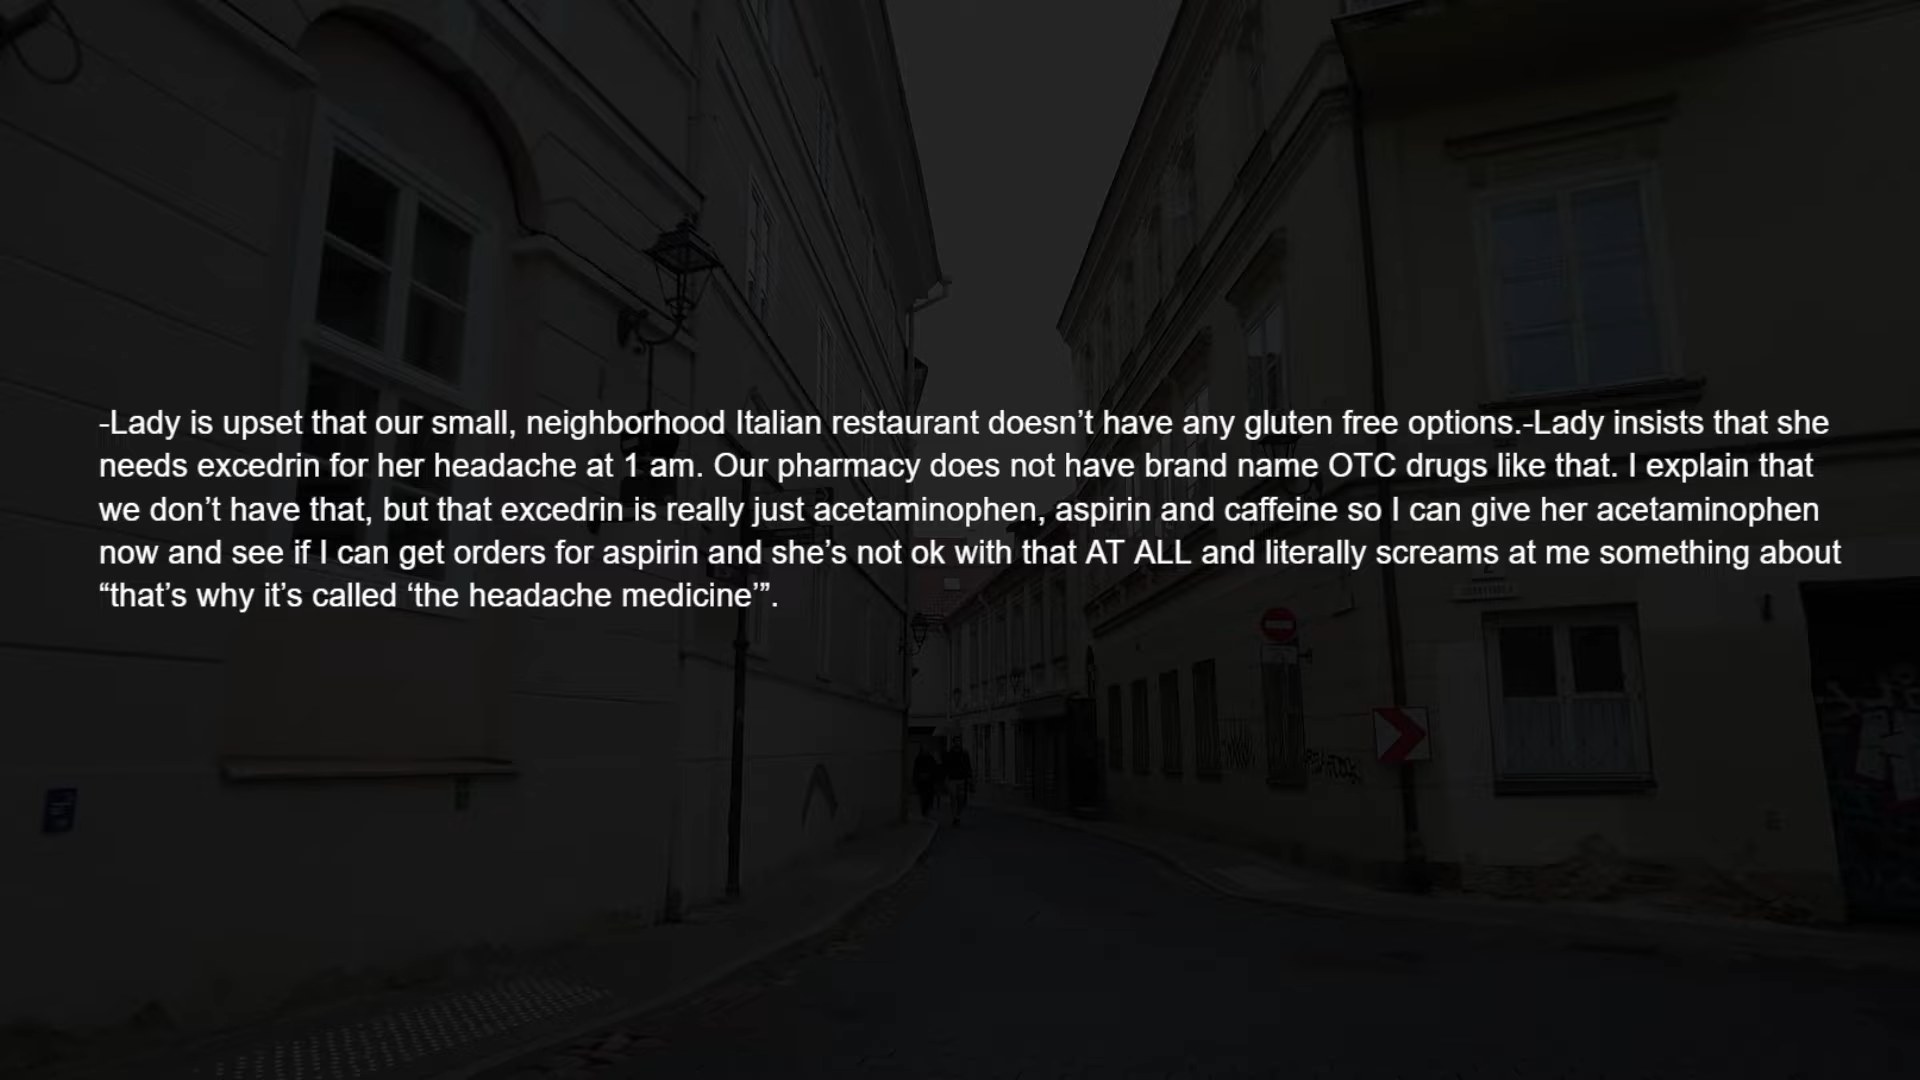 -Lady is upset that our small, neighborhood Italian restaurant doesn’t have any gluten free options.-Lady insists that she
needs excedrin for her headache at 1 am. Our pharmacy does not have brand name OTC drugs like that. I explain that
we don’t have that, but that excedrin is really just acetaminophen, aspirin and caffeine so I can give her acetaminophen
now and see if I can get orders for aspirin and she’s not ok with that AT ALL and literally screams at me something about
“that’s why it’s called ‘the headache medicine’”.